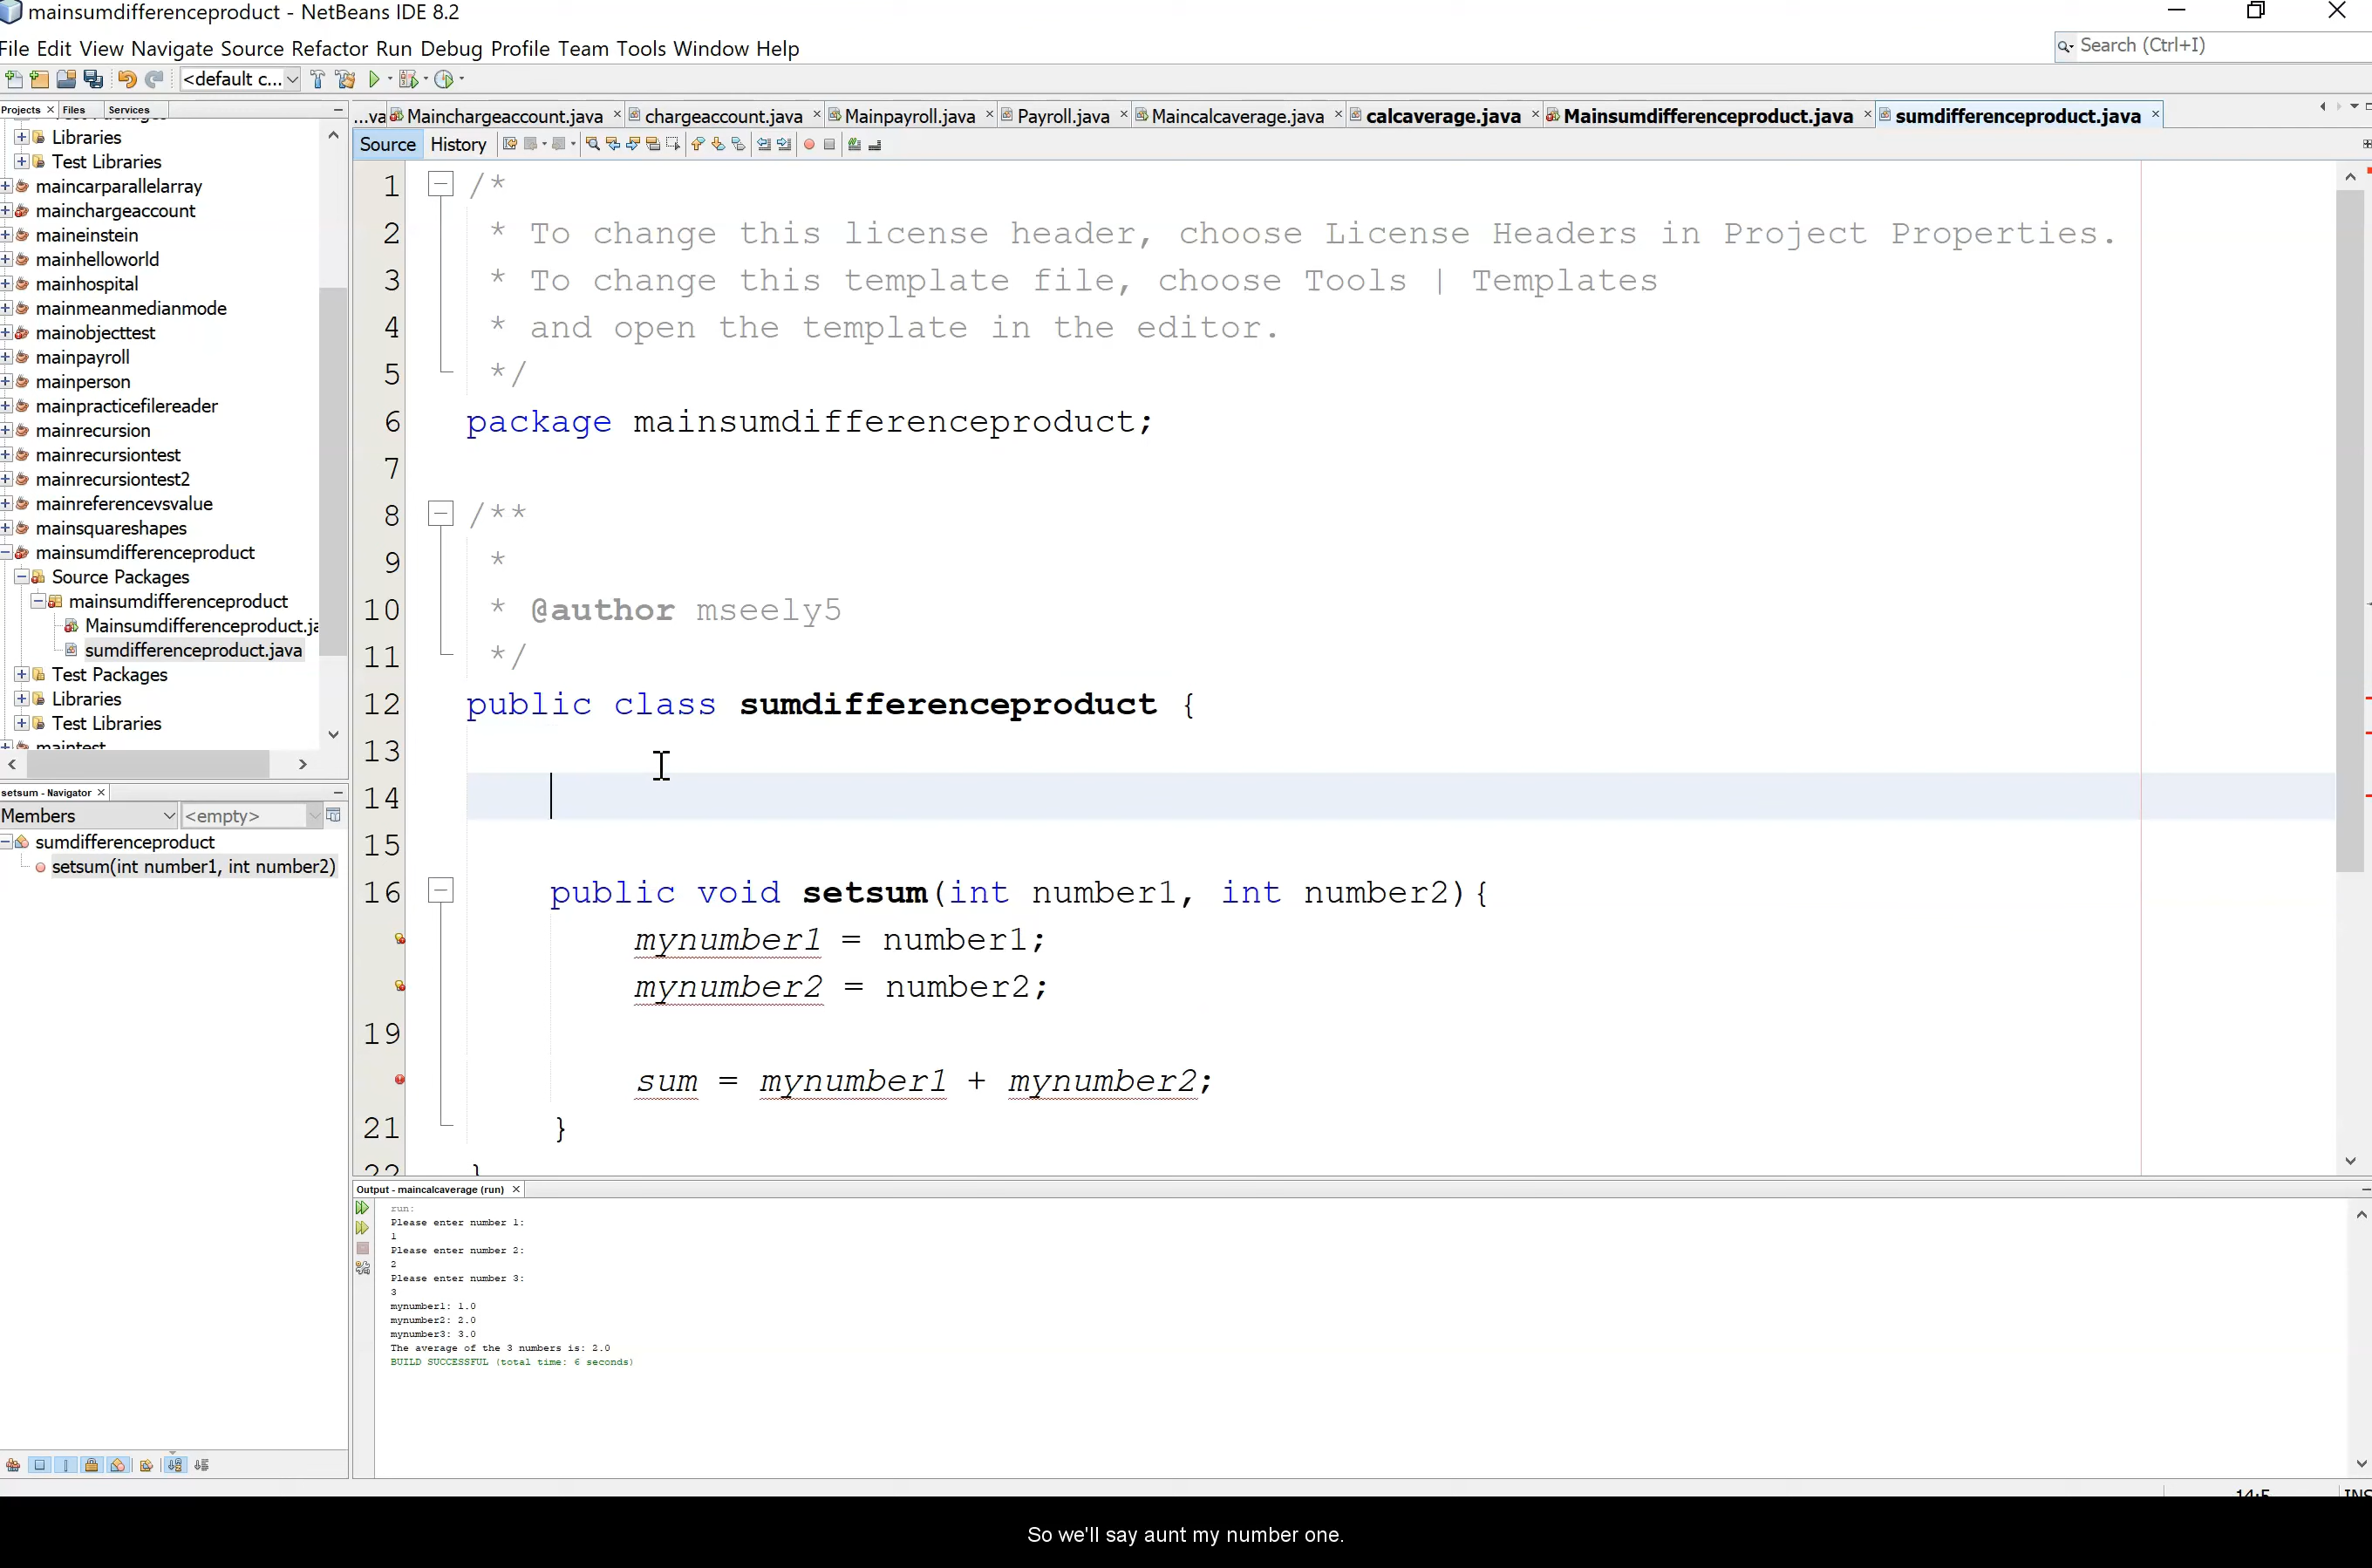 mainsumdifferenceproduct - NetBeans IDE 8.2
File Edit View Navigate Source Refactor Run Debug Profile Team Tools Window Help
Search (Ctrl+I)
<default c...
Projects Files Services
...va Mainchargeaccount.java chargeaccount.java Mainpayroll.java Payroll.java Maincalcaverage.java calcaverage.java Mainsumdifferenceproduct.java sumdifferenceproduct.java
Source History
Libraries
Test Libraries
maincarparallelarray
mainchargeaccount
maineinstein
mainhelloworld
mainhospital
mainmeanmedianmode
mainobjecttest
mainpayroll
mainperson
mainpracticefilereader
mainrecursion
mainrecursiontest
mainrecursiontest2
mainreferencevsvalue
mainsquareshapes
mainsumdifferenceproduct
Source Packages
mainsumdifferenceproduct
Mainsumdifferenceproduct.ja
sumdifferenceproduct.java
Test Packages
Libraries
Test Libraries
maintest
setsum - Navigator
Members <empty>
sumdifferenceproduct
setsum(int number1, int number2)
1 /*
2 * To change this license header, choose License Headers in Project Properties.
3 * To change this template file, choose Tools | Templates
4 * and open the template in the editor.
5 */
6 package mainsumdifferenceproduct;
7
8 /**
9 *
10 * @author mseely5
11 */
12 public class sumdifferenceproduct {
13
14
15
16 public void setsum(int number1, int number2){
mynumber1 = number1;
mynumber2 = number2;
19
sum = mynumber1 + mynumber2;
21 }
22 }
Output - maincalcaverage (run)
run:
Please enter number 1:
1
Please enter number 2:
2
Please enter number 3:
3
mynumber1: 1.0
mynumber2: 2.0
mynumber3: 3.0
The average of the 3 numbers is: 2.0
BUILD SUCCESSFUL (total time: 6 seconds)
14:5 INS
So we'll say aunt my number one.